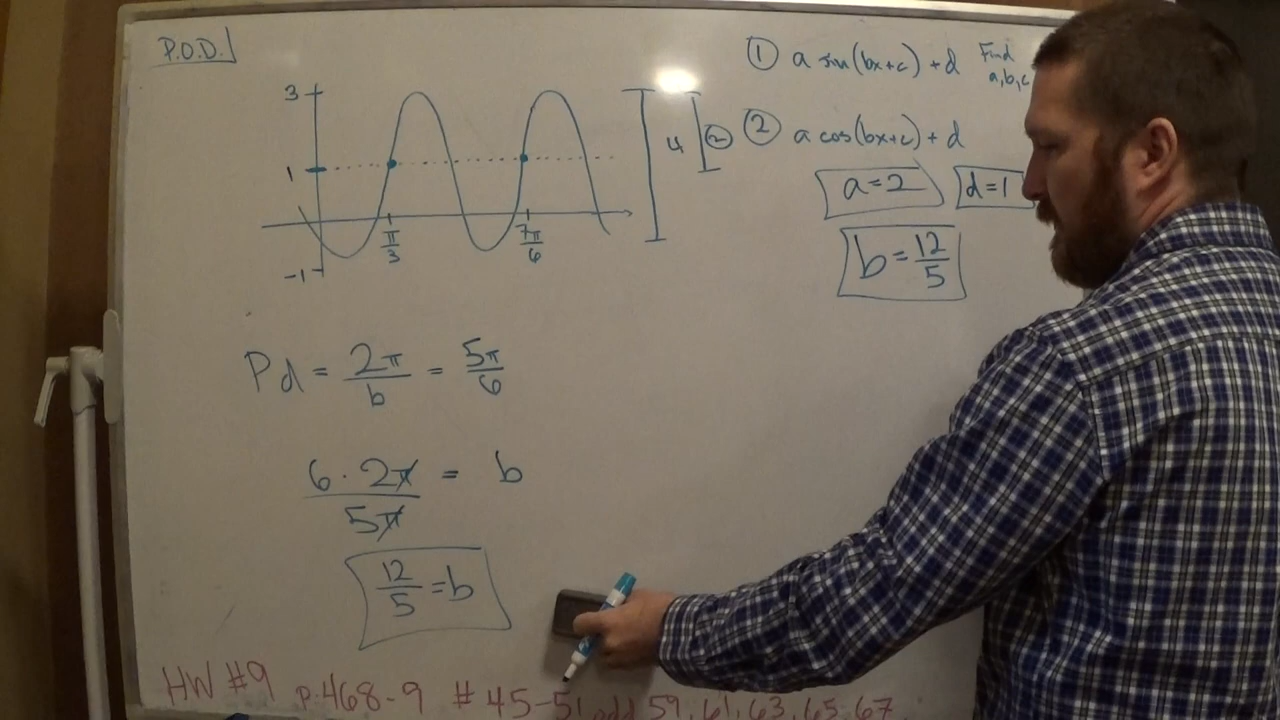 P.O.D.
① a sin(bx+c) + d Find
a,b,c
② a cos(bx+c) + d
a=2 d=1
b=12/5
3
1
-1
π/3 7π/6
4 ②
Pd = 2π/b = 5π/6
6·2π/5π = b
12/5 = b
HW #9 p.468-9 # 45-51 odd 59, 61, 63, 65, 67,